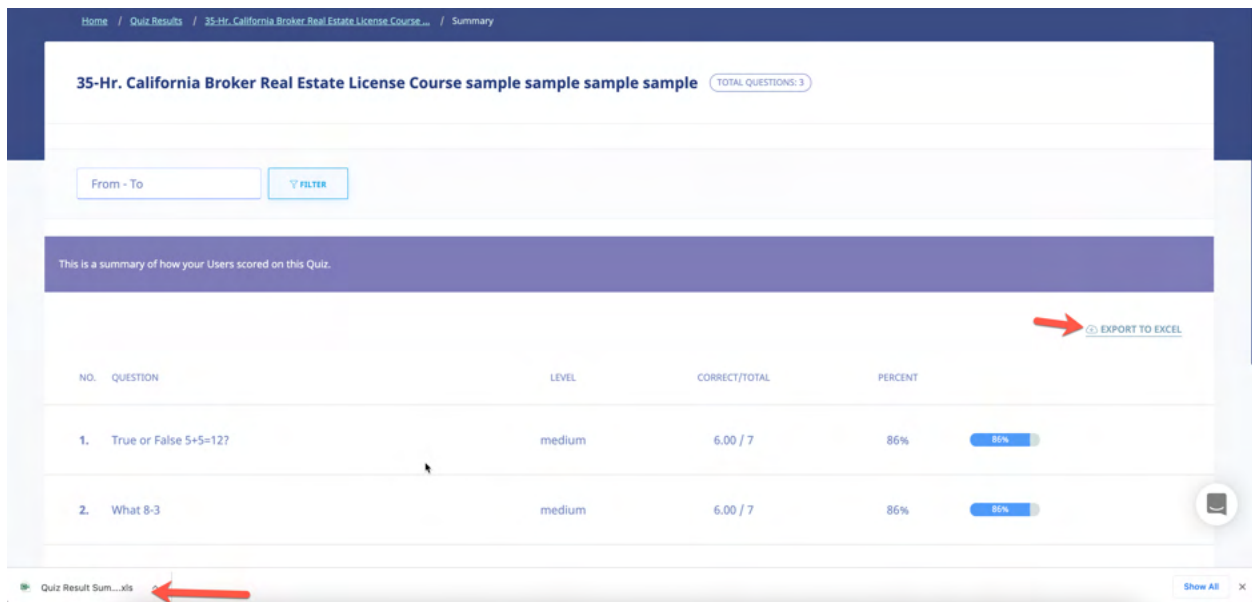 Home / Quiz Results / 35-Hr. California Broker Real Estate License Course ... / Summary
35-Hr. California Broker Real Estate License Course sample sample sample sample TOTAL QUESTIONS: 3
From - To FILTER
This is a summary of how your Users scored on this Quiz.
EXPORT TO EXCEL
NO. QUESTION LEVEL CORRECT/TOTAL PERCENT
1. True or False 5+5=12? medium 6.00 / 7 86% 86%
2. What 8-3 medium 6.00 / 7 86% 86%
Quiz Result Sum....xls Show All